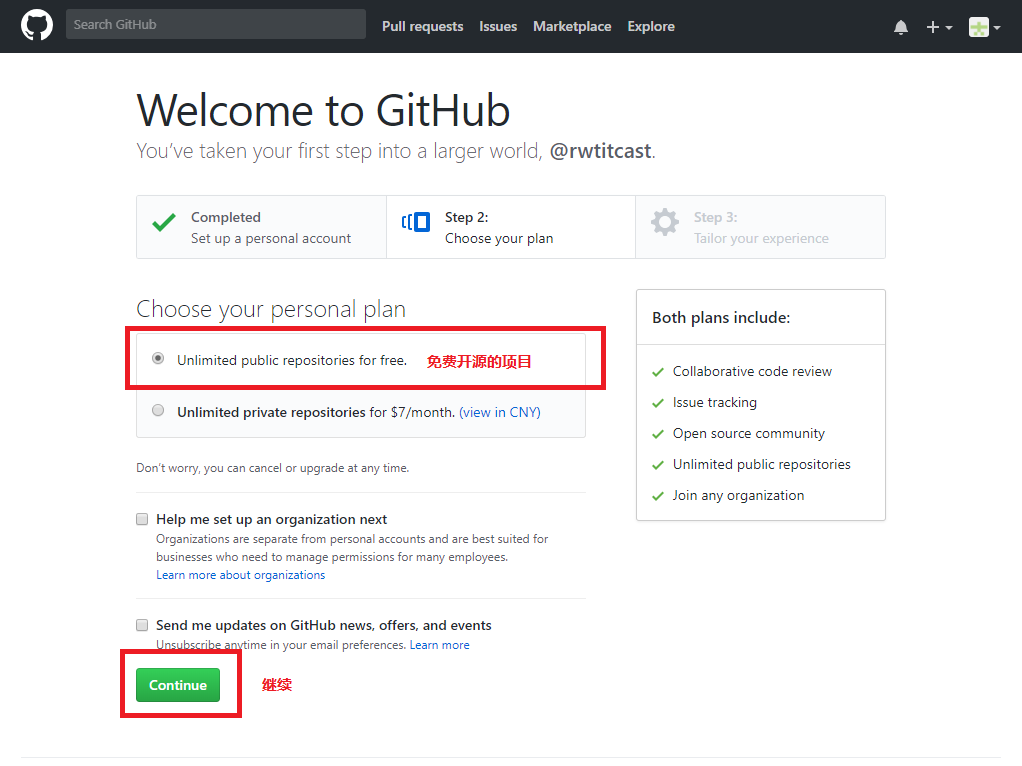 Search GitHub
Pull requests Issues Marketplace Explore
Welcome to GitHub
You've taken your first step into a larger world, @rwtitcast.
Completed
Set up a personal account
Step 2:
Choose your plan
Step 3:
Tailor your experience
Choose your personal plan
Unlimited public repositories for free. 免费开源的项目
Unlimited private repositories for $7/month. (view in CNY)
Don't worry, you can cancel or upgrade at any time.
Help me set up an organization next
Organizations are separate from personal accounts and are best suited for
businesses who need to manage permissions for many employees.
Learn more about organizations
Send me updates on GitHub news, offers, and events
Unsubscribe anytime in your email preferences. Learn more
Continue 继续
Both plans include:
Collaborative code review
Issue tracking
Open source community
Unlimited public repositories
Join any organization